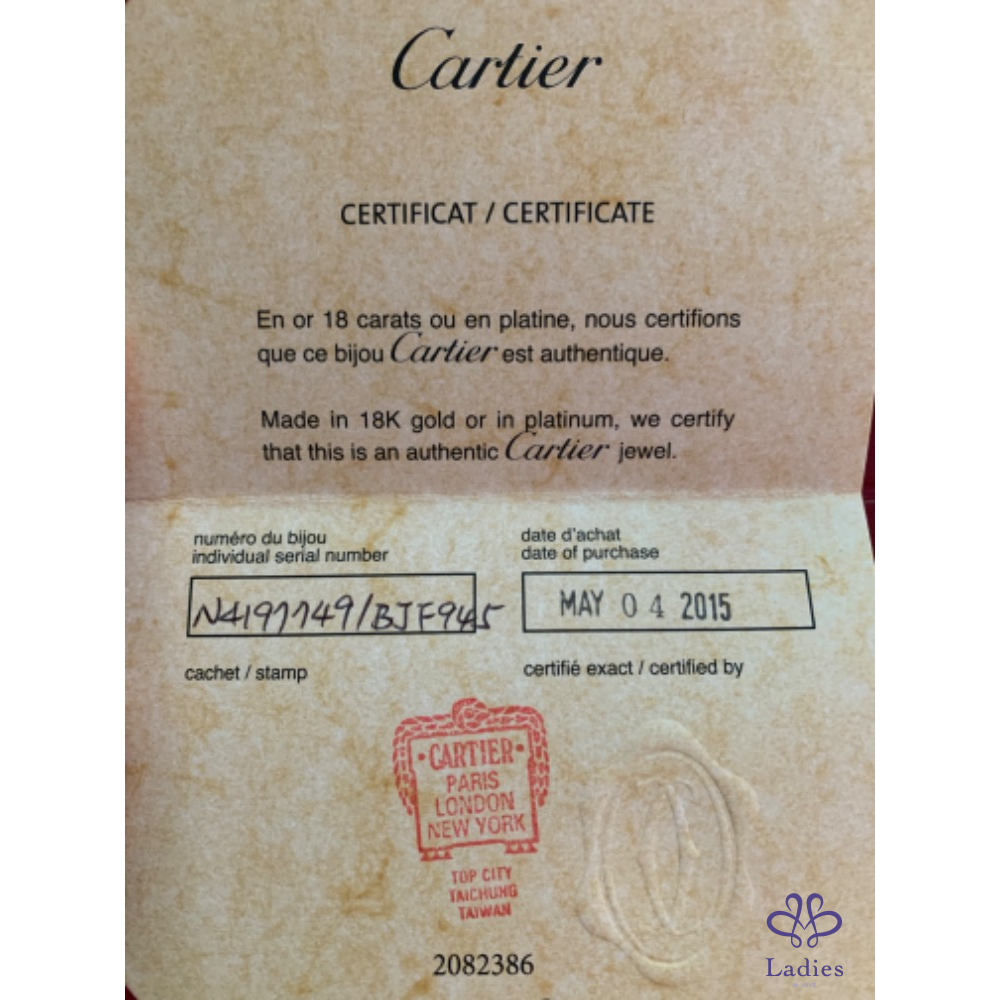 Cartier
CERTIFICAT / CERTIFICATE
En or 18 carats ou en platine, nous certifions
que ce bijou Cartier est authentique.
Made in 18K gold or in platinum, we certify
that this is an authentic Cartier jewel.
numéro du bijou
individual serial number
date d'achat
date of purchase
N4197749/BJF945
MAY 04 2015
cachet / stamp
certifié exact / certified by
·CARTIER·
PARIS
LONDON
NEW YORK
TOP CITY
TAICHUNG
TAIWAN
2082386
Ladies